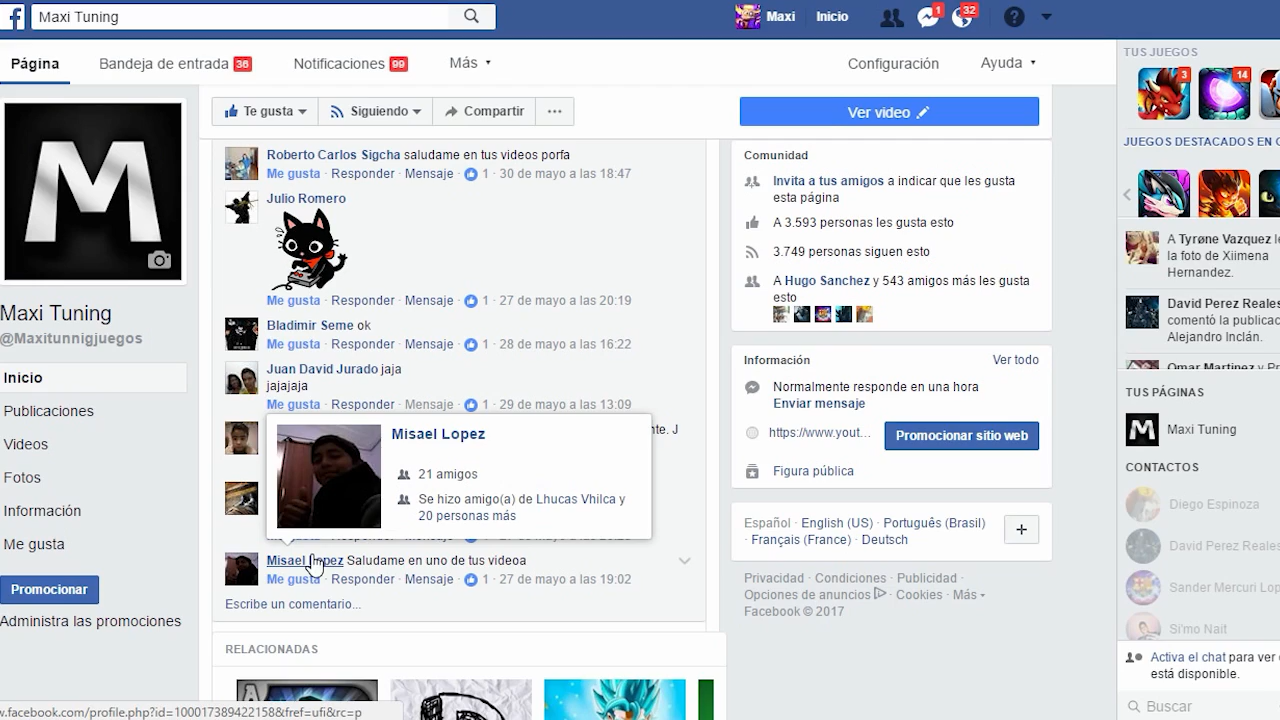 Maxi Tuning
Maxi
Inicio
1
32
Página
Bandeja de entrada 36
Notificaciones 99
Más
Configuración
Ayuda
M
Maxi Tuning
@Maxitunnigjuegos
Inicio
Publicaciones
Videos
Fotos
Información
Me gusta
Promocionar
Administra las promociones
Te gusta
Siguiendo
Compartir
...
Ver video
Roberto Carlos Sigcha saludame en tus videos porfa
Me gusta · Responder · Mensaje · 1 · 30 de mayo a las 18:47
Julio Romero
Me gusta · Responder · Mensaje · 1 · 27 de mayo a las 20:19
Bladimir Seme ok
Me gusta · Responder · Mensaje · 1 · 28 de mayo a las 16:22
Juan David Jurado jaja
jajajaja
Me gusta · Responder · Mensaje · 1 · 29 de mayo a las 13:09
Misael Lopez
21 amigos
Se hizo amigo(a) de Lhucas Vhilca y
20 personas más
Misael Lopez Saludame en uno de tus videoa
Me gusta · Responder · Mensaje · 1 · 27 de mayo a las 19:02
Escribe un comentario...
RELACIONADAS
w.facebook.com/profile.php?id=100017389422158&fref=ufi&rc=p
Comunidad
Invita a tus amigos a indicar que les gusta
esta página
A 3.593 personas les gusta esto
3.749 personas siguen esto
A Hugo Sanchez y 543 amigos más les gusta
esto
Información
Ver todo
Normalmente responde en una hora
Enviar mensaje
https://www.yout...
Promocionar sitio web
Figura pública
Español · English (US) · Português (Brasil)
· Français (France) · Deutsch
+
Privacidad · Condiciones · Publicidad ·
Opciones de anuncios · Cookies · Más
Facebook © 2017
TUS JUEGOS
3
14
JUEGOS DESTACADOS EN
A Tyrøne Vazquez le
la foto de Xiimena
Hernandez.
David Perez Reales
comentó la publicac
Alejandro Inclán.
Omar Martinez y Pr
TUS PÁGINAS
M
Maxi Tuning
CONTACTOS
Diego Espinoza
David Perez Reales
Sander Mercuri Lop
Si'mo Nait
Activa el chat para ver
está disponible.
Buscar